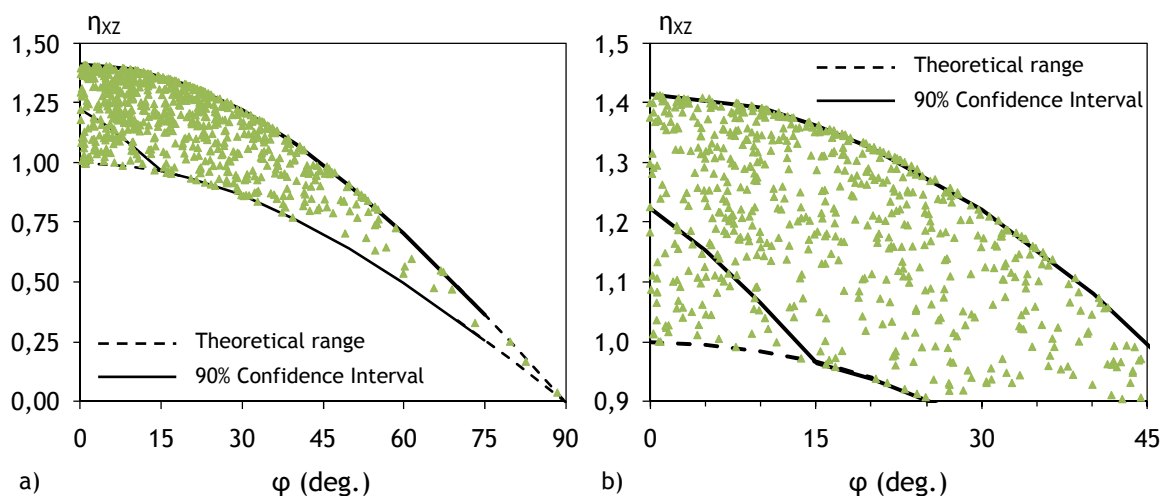 η_XZ
1,50
1,25
1,00
0,75
0,50
0,25
0,00
0 15 30 45 60 75 90
Theoretical range
90% Confidence Interval
a) φ (deg.)
η_XZ
1,5
1,4
1,3
1,2
1,1
1,0
0,9
0 15 30 45
Theoretical range
90% Confidence Interval
b) φ (deg.)